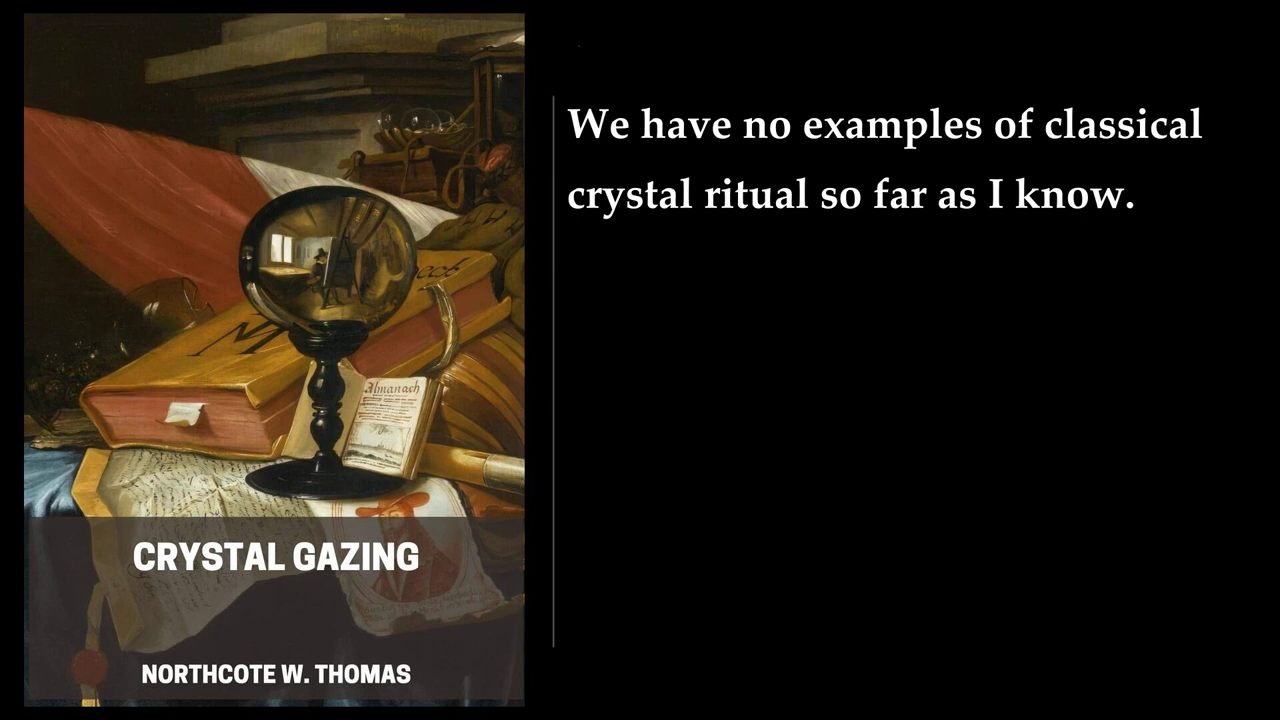 We have no examples of classical
crystal ritual so far as I know.
M
Almanach
CRYSTAL GAZING
NORTHCOTE W. THOMAS